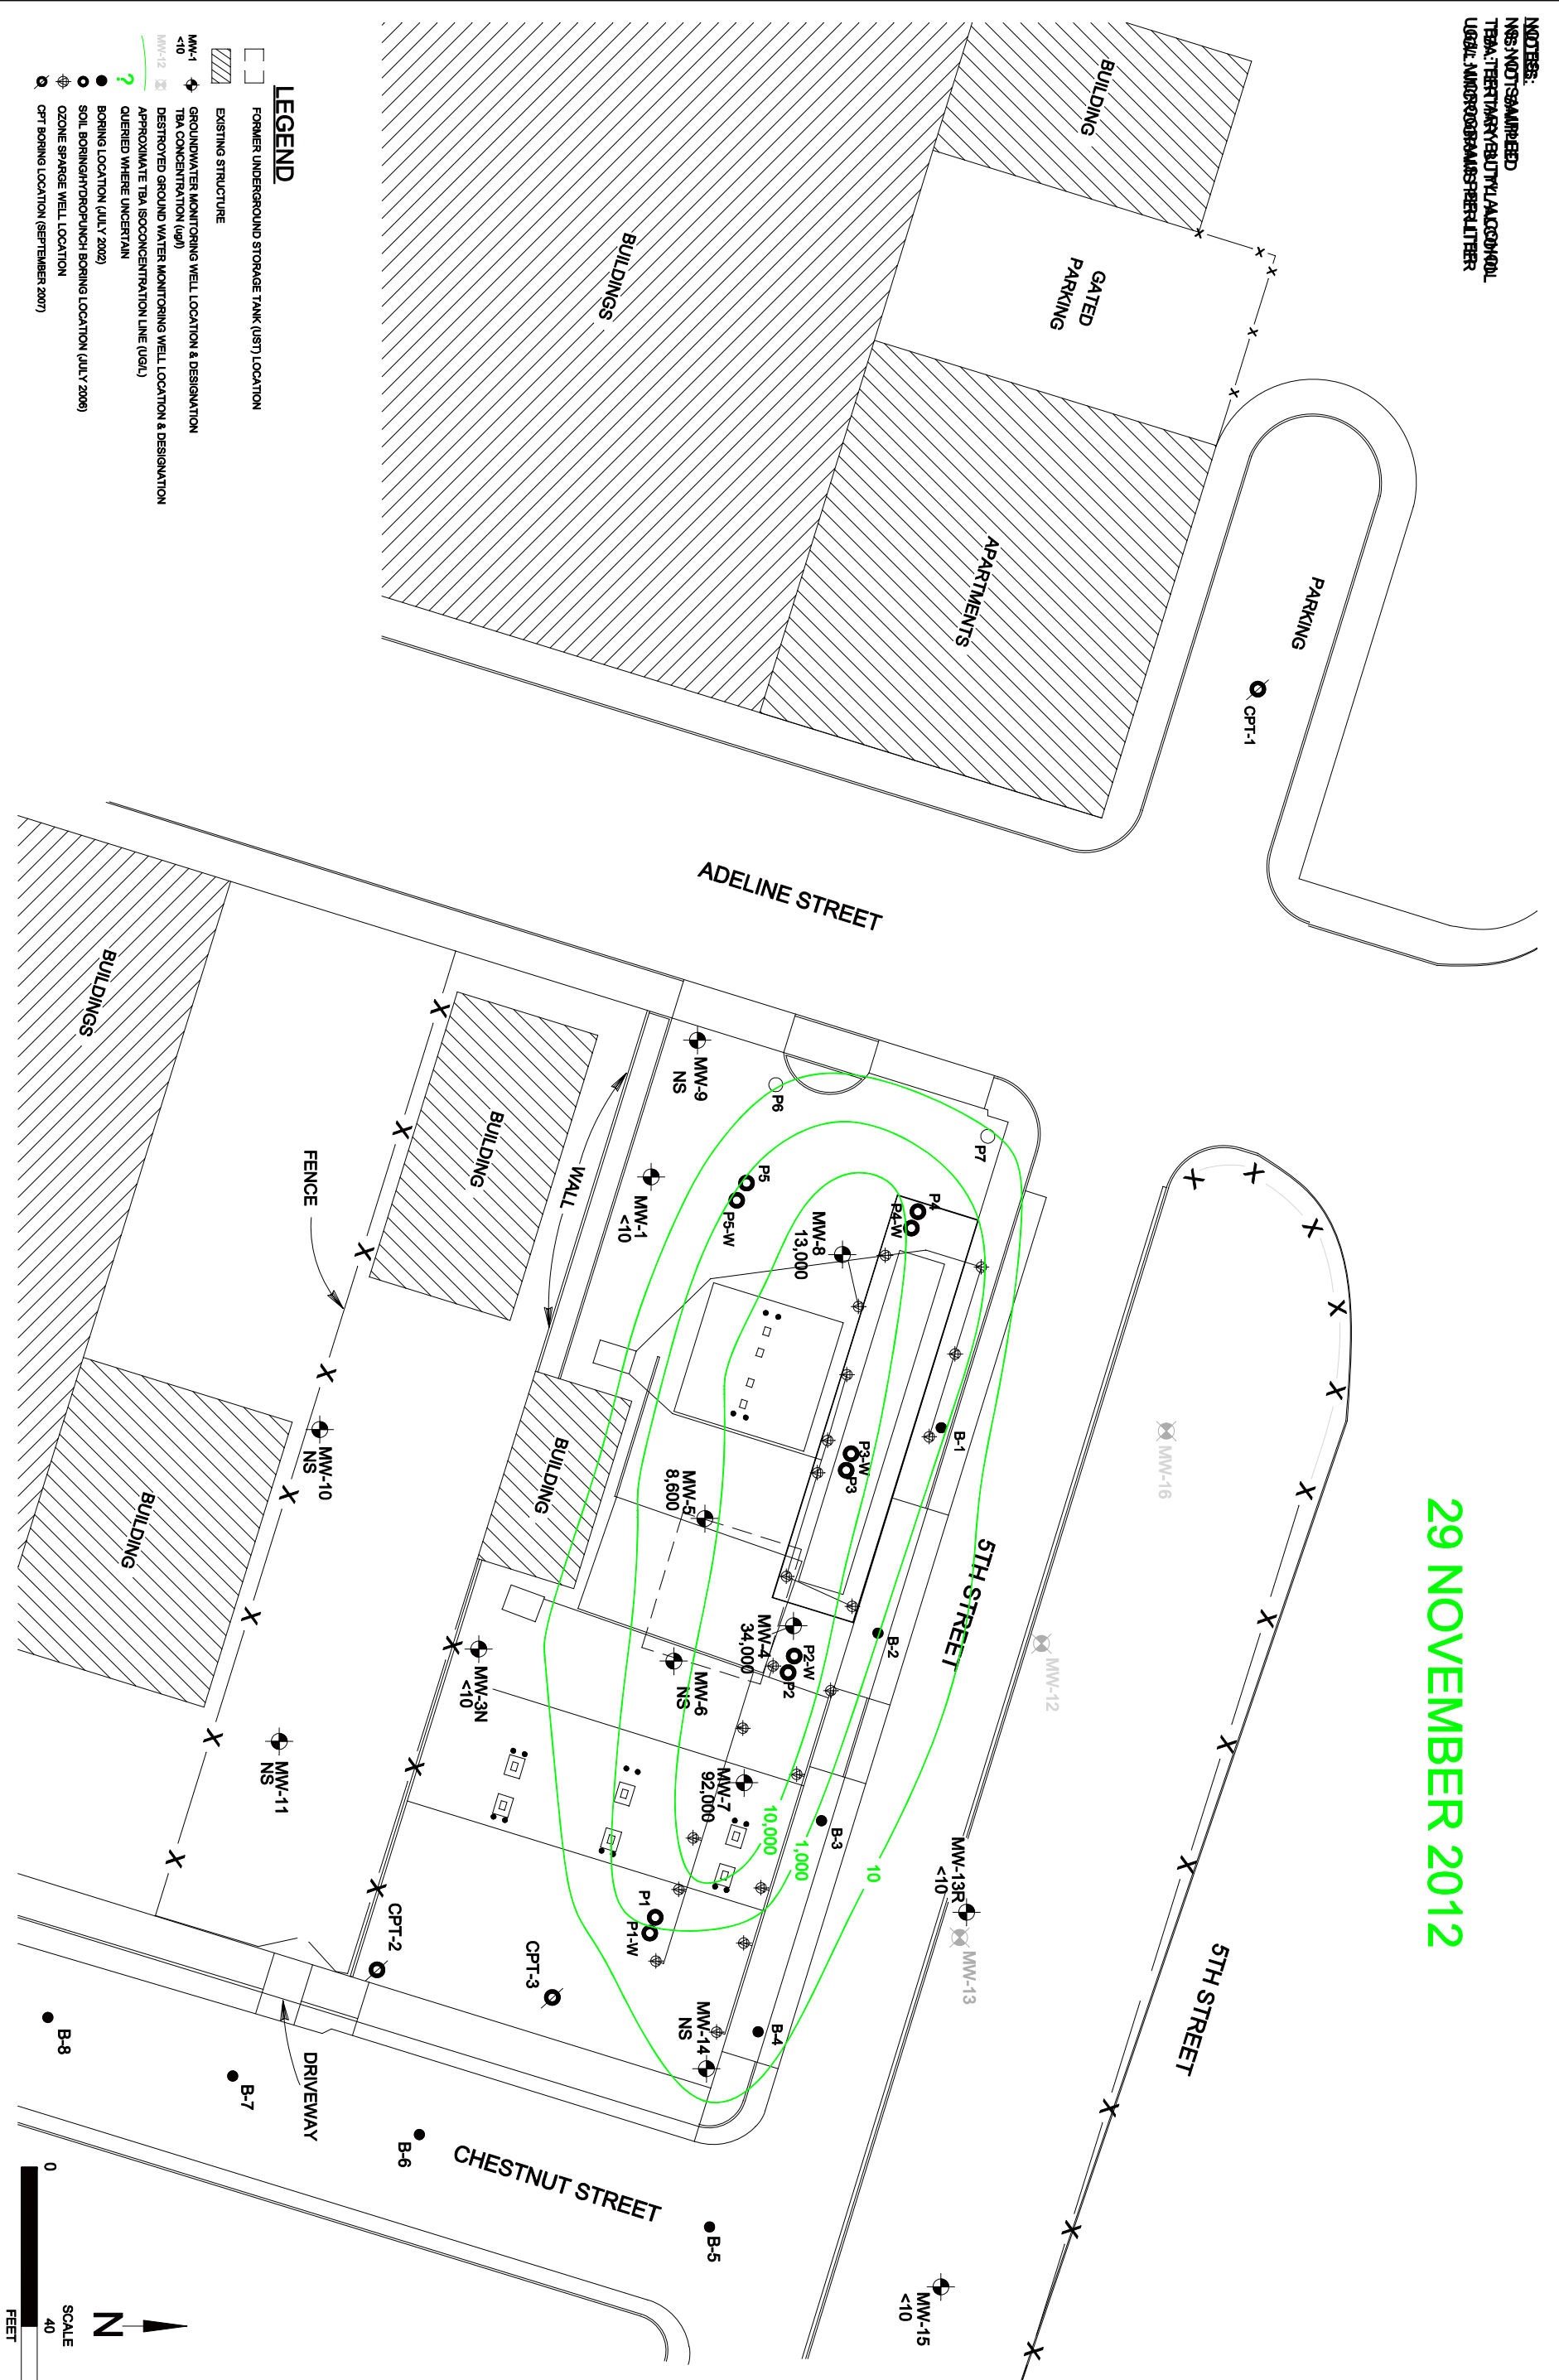 NOTES:
NS: NOT SAMPLED
TBA: TERTIARY BUTYL ALCOHOL
UG/L: MICROGRAMS PER LITER
29 NOVEMBER 2012
BUILDING
GATED
PARKING
BUILDINGS
APARTMENTS
PARKING
CPT-1
ADELINE STREET
5TH STREET
5TH STREET
CHESTNUT STREET
MW-16
MW-12
MW-13R
<10
MW-13
MW-15
<10
MW-9
NS
P6
P7
MW-1
<10
P5
P5-W
P4
P4-W
MW-8
13,000
B-1
P3-W
P3
MW-5
8,600
B-2
MW-4
34,000
P2-W
P2
MW-6
NS
MW-7
92,000
10,000
1,000
10
B-3
P1
P1-W
MW-14
NS
B-4
MW-3N
<10
CPT-3
CPT-2
WALL
FENCE
BUILDING
BUILDINGS
BUILDING
BUILDING
MW-10
NS
MW-11
NS
DRIVEWAY
B-8
B-7
B-6
B-5
LEGEND
FORMER UNDERGROUND STORAGE TANK (UST) LOCATION
EXISTING STRUCTURE
MW-1
<10
GROUNDWATER MONITORING WELL LOCATION & DESIGNATION
TBA CONCENTRATION (ug/l)
MW-12
DESTROYED GROUND WATER MONITORING WELL LOCATION & DESIGNATION
APPROXIMATE TBA ISOCONCENTRATION LINE (UG/L)
?
QUERIED WHERE UNCERTAIN
BORING LOCATION (JULY 2002)
SOIL BORING/HYDROPUNCH BORING LOCATION (JULY 2006)
OZONE SPARGE WELL LOCATION
CPT BORING LOCATION (SEPTEMBER 2007)
N
SCALE
0
40
FEET